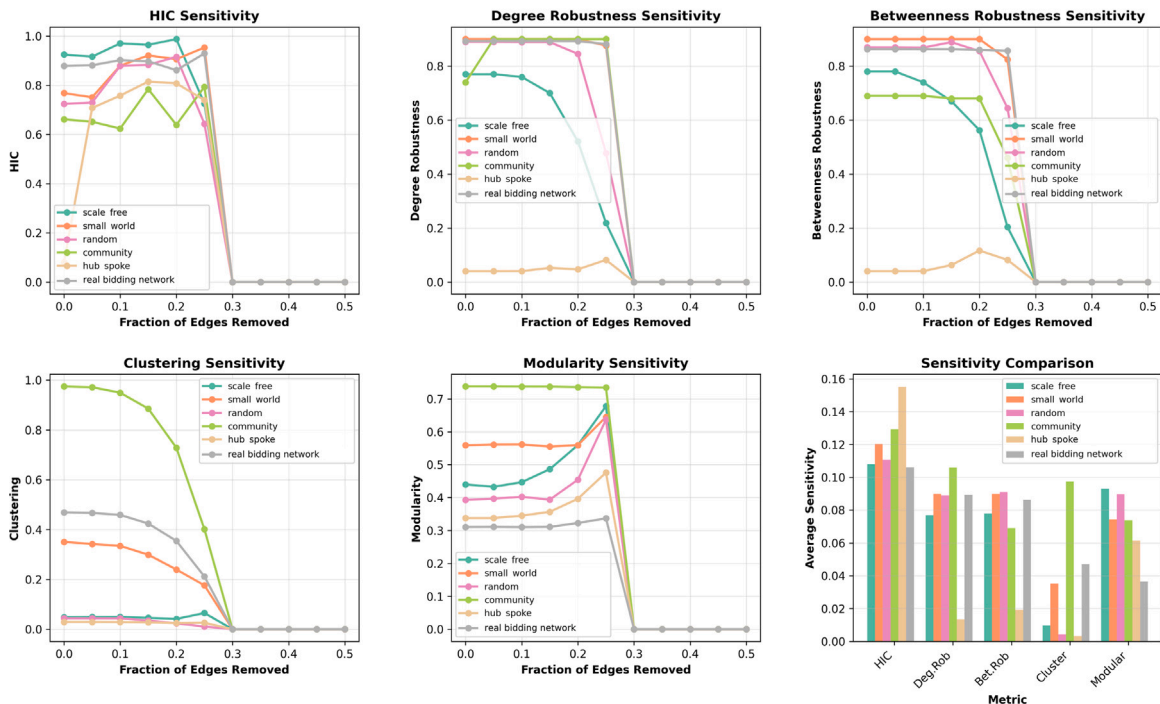 HIC Sensitivity
1.0
0.8
0.6
0.4
0.2
0.0
HIC
scale free
small world
random
community
hub spoke
real bidding network
0.0 0.1 0.2 0.3 0.4 0.5
Fraction of Edges Removed
Degree Robustness Sensitivity
0.8
0.6
0.4
0.2
0.0
Degree Robustness
scale free
small world
random
community
hub spoke
real bidding network
0.0 0.1 0.2 0.3 0.4 0.5
Fraction of Edges Removed
Betweenness Robustness Sensitivity
0.8
0.6
0.4
0.2
0.0
Betweenness Robustness
scale free
small world
random
community
hub spoke
real bidding network
0.0 0.1 0.2 0.3 0.4 0.5
Fraction of Edges Removed
Clustering Sensitivity
1.0
0.8
0.6
0.4
0.2
0.0
Clustering
scale free
small world
random
community
hub spoke
real bidding network
0.0 0.1 0.2 0.3 0.4 0.5
Fraction of Edges Removed
Modularity Sensitivity
0.7
0.6
0.5
0.4
0.3
0.2
0.1
0.0
Modularity
scale free
small world
random
community
hub spoke
real bidding network
0.0 0.1 0.2 0.3 0.4 0.5
Fraction of Edges Removed
Sensitivity Comparison
0.16
0.14
0.12
0.10
0.08
0.06
0.04
0.02
0.00
Average Sensitivity
scale free
small world
random
community
hub spoke
real bidding network
HIC Deg.Rob Bet.Rob Cluster Modular
Metric